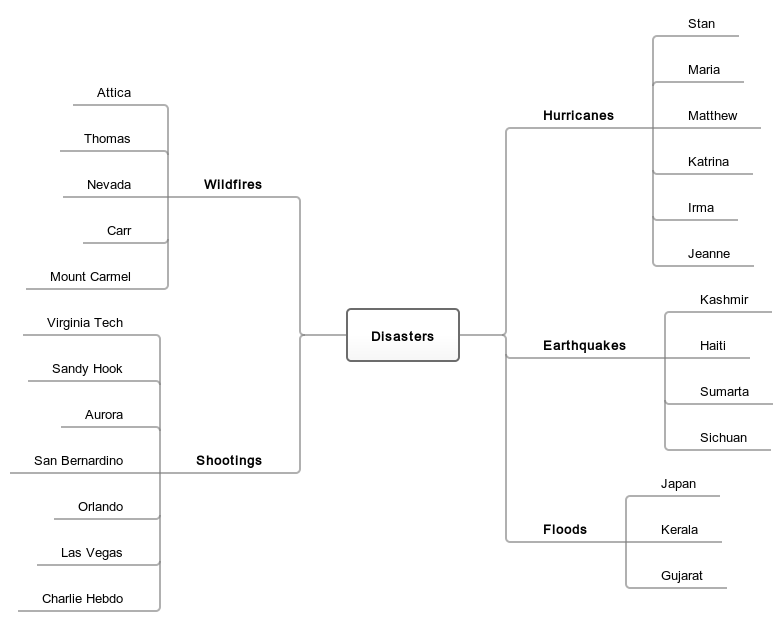 Disasters
Wildfires
Attica
Thomas
Nevada
Carr
Mount Carmel
Shootings
Virginia Tech
Sandy Hook
Aurora
San Bernardino
Orlando
Las Vegas
Charlie Hebdo
Hurricanes
Stan
Maria
Matthew
Katrina
Irma
Jeanne
Earthquakes
Kashmir
Haiti
Sumarta
Sichuan
Floods
Japan
Kerala
Gujarat